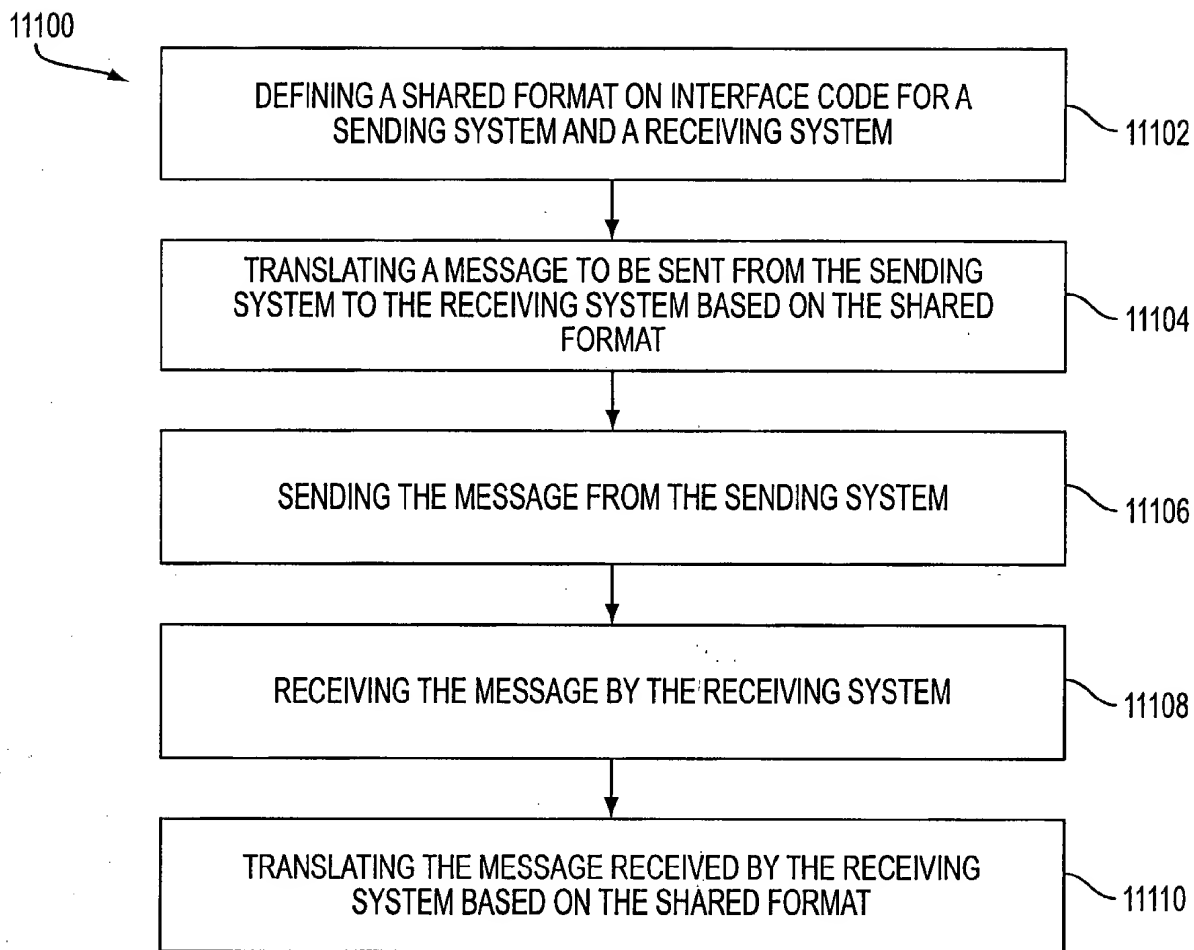 11100
DEFINING A SHARED FORMAT ON INTERFACE CODE FOR A
SENDING SYSTEM AND A RECEIVING SYSTEM
11102
TRANSLATING A MESSAGE TO BE SENT FROM THE SENDING
SYSTEM TO THE RECEIVING SYSTEM BASED ON THE SHARED
FORMAT
11104
SENDING THE MESSAGE FROM THE SENDING SYSTEM
11106
RECEIVING THE MESSAGE BY THE RECEIVING SYSTEM
11108
TRANSLATING THE MESSAGE RECEIVED BY THE RECEIVING
SYSTEM BASED ON THE SHARED FORMAT
11110